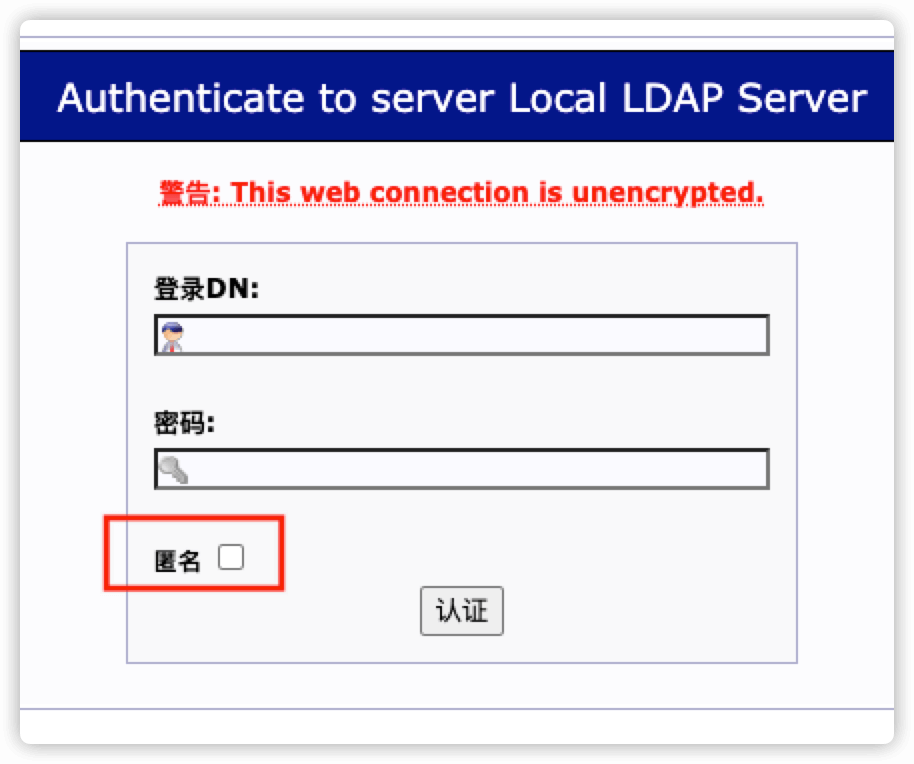 Authenticate to server Local LDAP Server
警告: This web connection is unencrypted.
登录DN:
密码:
匿名
认证